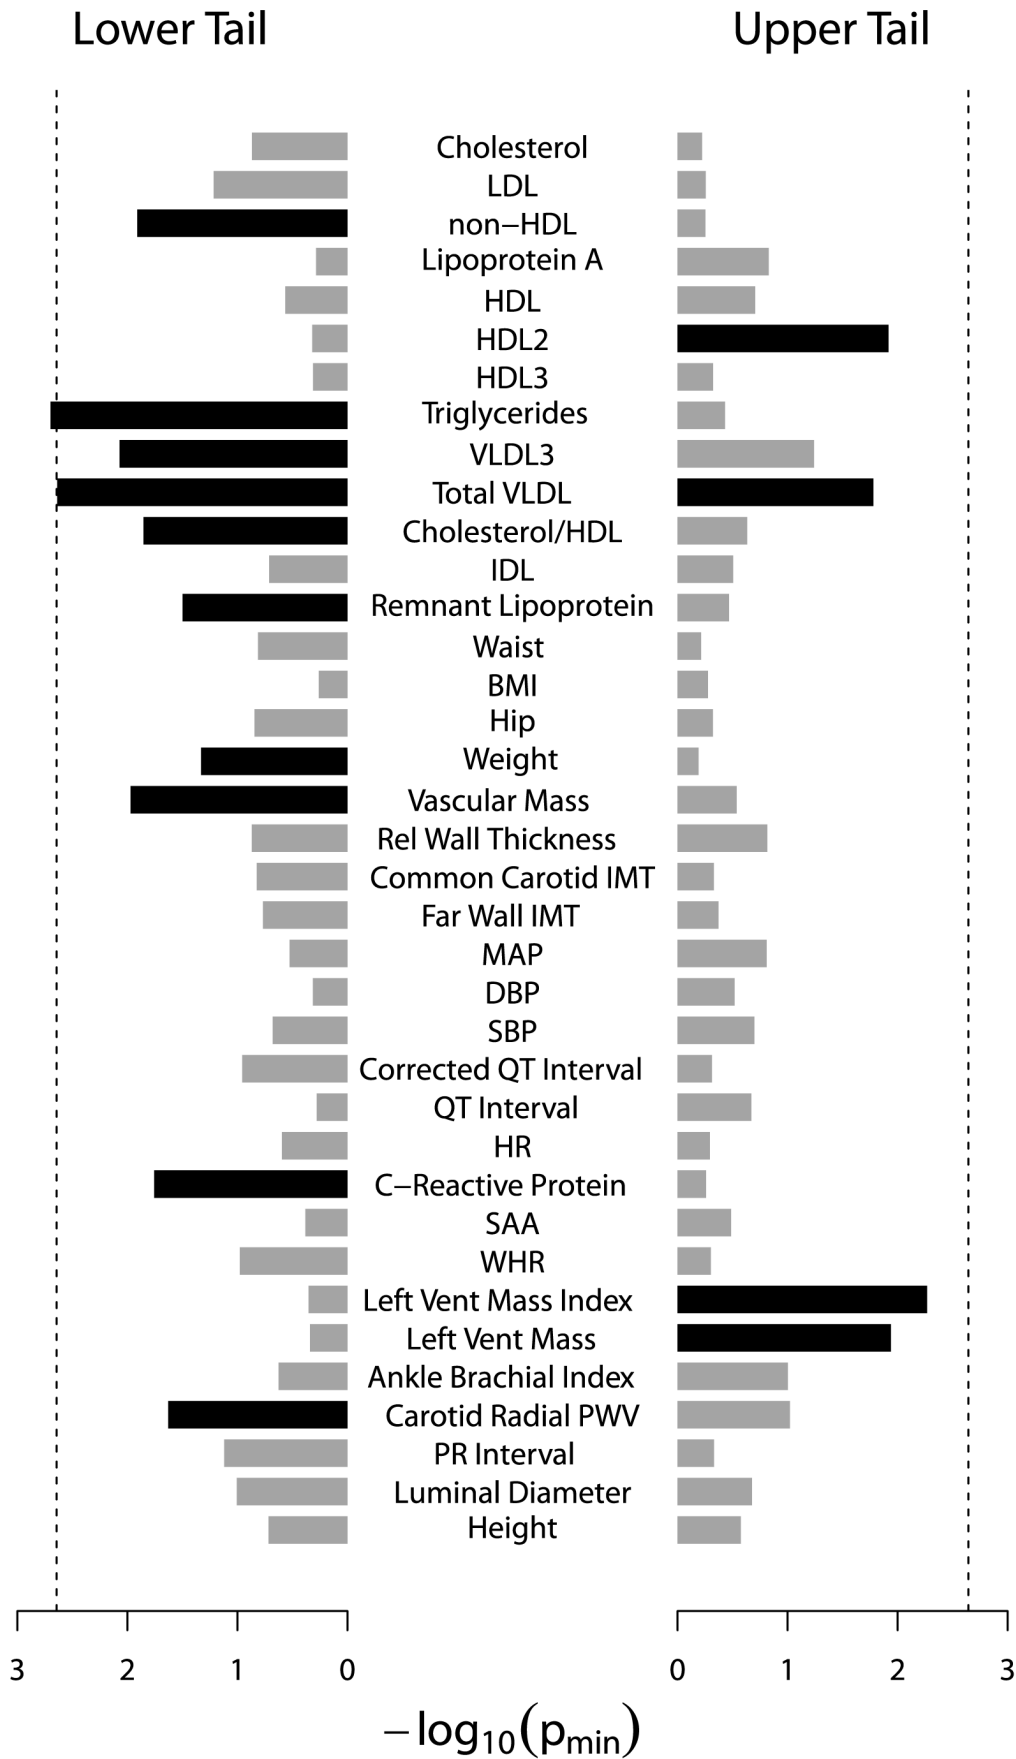 Lower Tail Upper Tail
Cholesterol
LDL
non−HDL
Lipoprotein A
HDL
HDL2
HDL3
Triglycerides
VLDL3
Total VLDL
Cholesterol/HDL
IDL
Remnant Lipoprotein
Waist
BMI
Hip
Weight
Vascular Mass
Rel Wall Thickness
Common Carotid IMT
Far Wall IMT
MAP
DBP
SBP
Corrected QT Interval
QT Interval
HR
C−Reactive Protein
SAA
WHR
Left Vent Mass Index
Left Vent Mass
Ankle Brachial Index
Carotid Radial PWV
PR Interval
Luminal Diameter
Height
3 2 1 0 0 1 2 3
−log10(pmin)